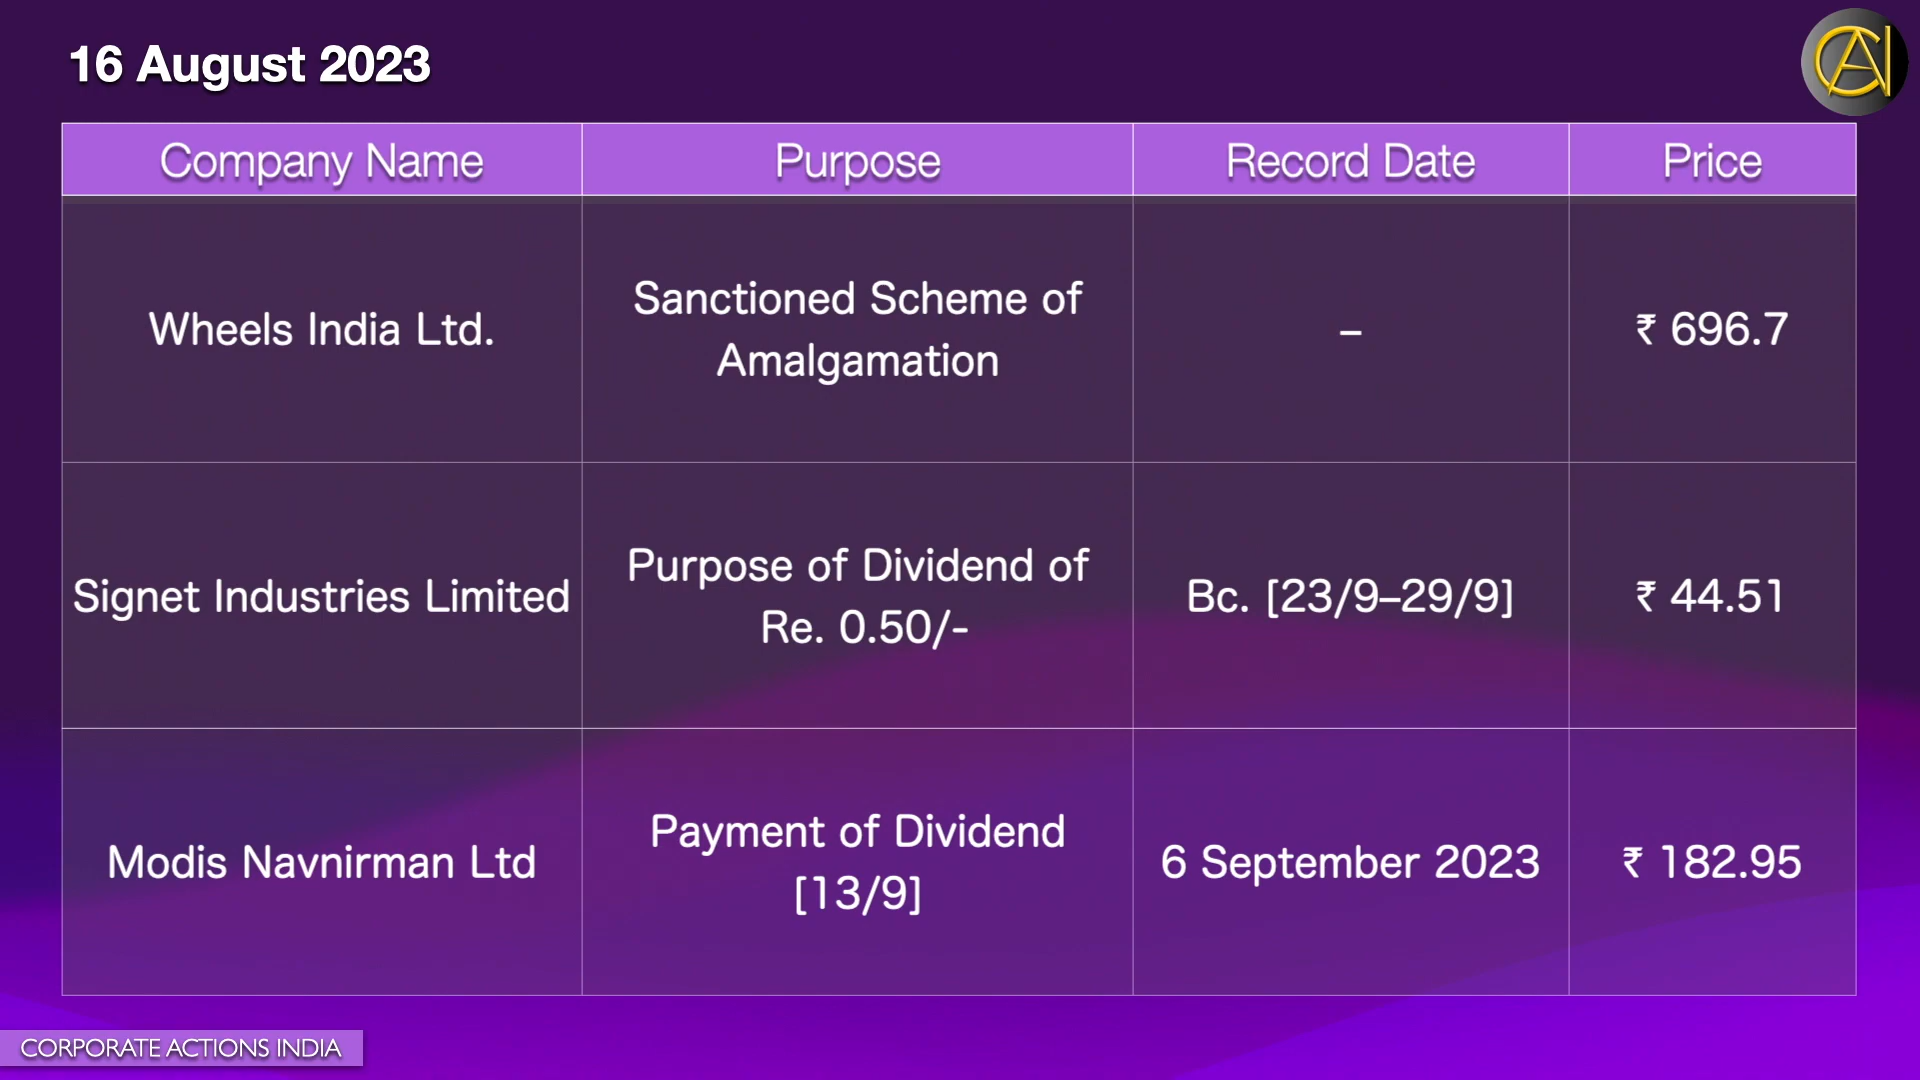 16 August 2023
CAI
Company Name Purpose Record Date Price
Wheels India Ltd. Sanctioned Scheme of Amalgamation – ₹ 696.7
Signet Industries Limited Purpose of Dividend of Re. 0.50/- Bc. [23/9–29/9] ₹ 44.51
Modis Navnirman Ltd Payment of Dividend [13/9] 6 September 2023 ₹ 182.95
CORPORATE ACTIONS INDIA